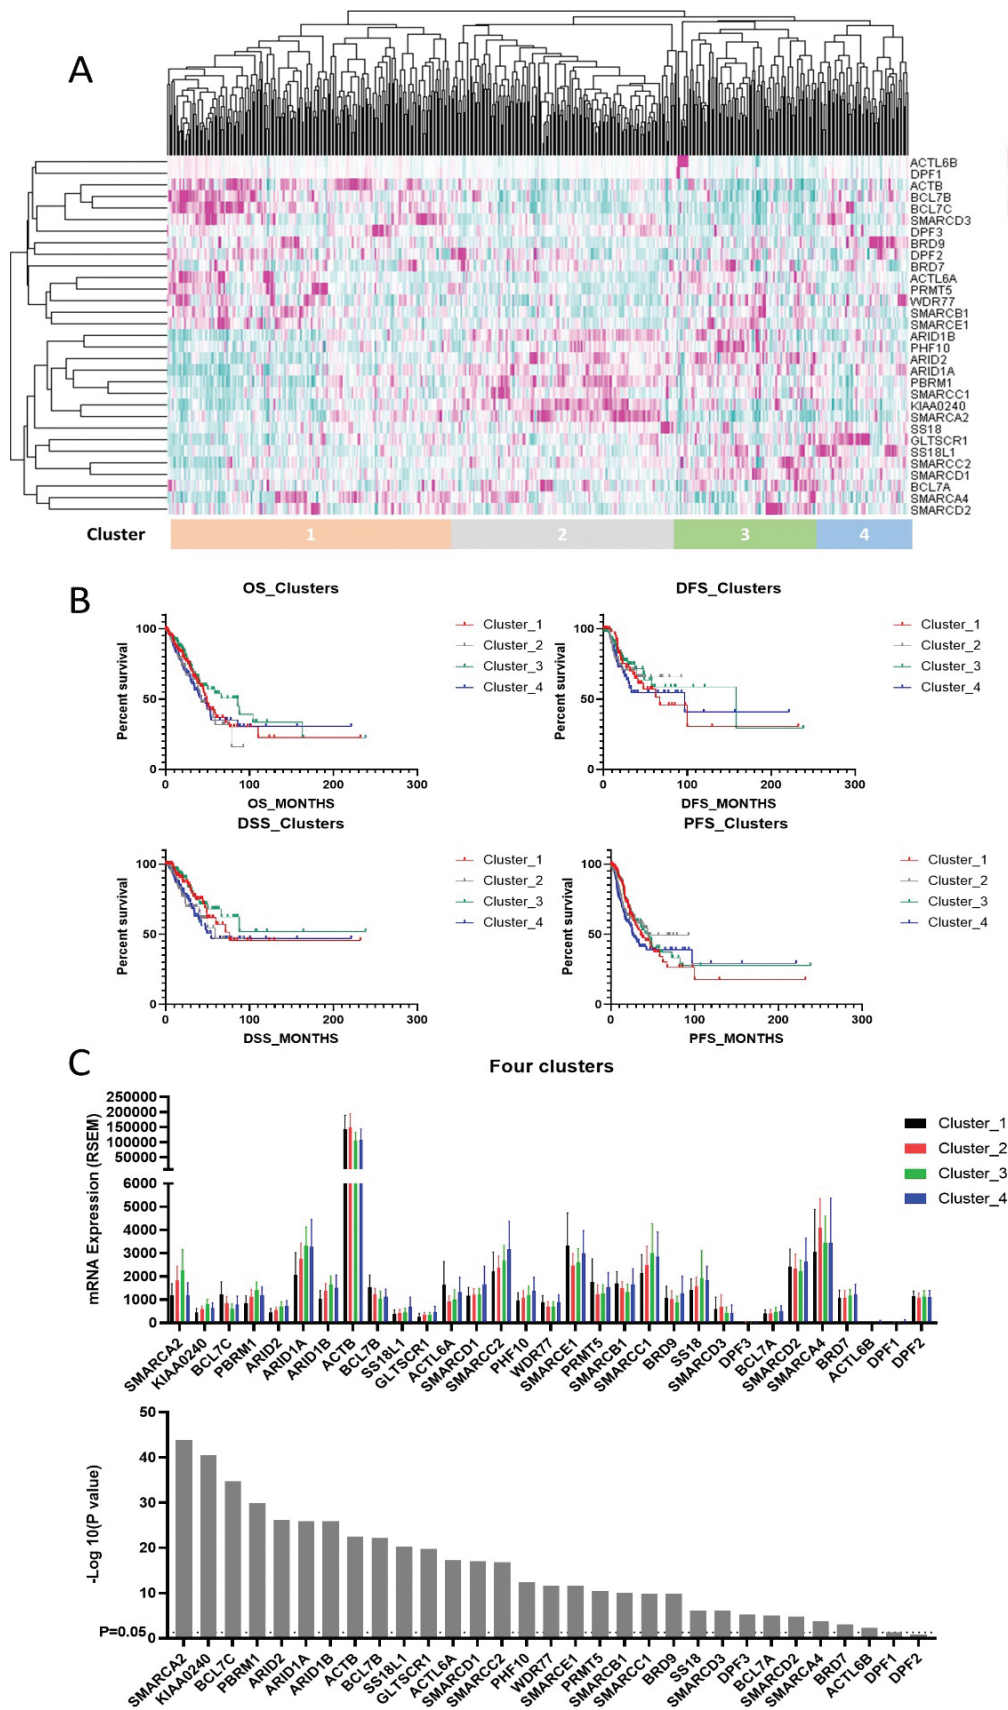 A
ACTL6B
DPF1
ACTB
BCL7B
BCL7C
SMARCD3
DPF3
BRD9
DPF2
BRD7
ACTL6A
PRMT5
WDR77
SMARCB1
SMARCE1
ARID1B
PHF10
ARID2
ARID1A
PBRM1
SMARCC1
KIAA0240
SMARCA2
SS18
GLTSCR1
SS18L1
SMARCC2
SMARCD1
BCL7A
SMARCA4
SMARCD2
Cluster 1 2 3 4
B
OS_Clusters
Percent survival
100
50
0
0 100 200 300
OS_MONTHS
Cluster_1
Cluster_2
Cluster_3
Cluster_4
DFS_Clusters
Percent survival
100
50
0
0 100 200 300
DFS_MONTHS
Cluster_1
Cluster_2
Cluster_3
Cluster_4
DSS_Clusters
Percent survival
100
50
0
0 100 200 300
DSS_MONTHS
Cluster_1
Cluster_2
Cluster_3
Cluster_4
PFS_Clusters
Percent survival
100
50
0
0 100 200 300
PFS_MONTHS
Cluster_1
Cluster_2
Cluster_3
Cluster_4
C
Four clusters
mRNA Expression (RSEM)
250000
200000
150000
100000
50000
6000
5000
4000
3000
2000
1000
0
Cluster_1
Cluster_2
Cluster_3
Cluster_4
SMARCA2
KIAA0240
BCL7C
PBRM1
ARID2
ARID1A
ARID1B
ACTB
BCL7B
SS18L1
GLTSCR1
ACTL6A
SMARCD1
SMARCC2
PHF10
WDR77
SMARCE1
PRMT5
SMARCB1
SMARCC1
BRD9
SS18
SMARCD3
DPF3
BCL7A
SMARCD2
SMARCA4
BRD7
ACTL6B
DPF1
DPF2
-Log 10(P value)
50
40
30
20
10
P=0.05
0
SMARCA2
KIAA0240
BCL7C
PBRM1
ARID2
ARID1A
ARID1B
ACTB
BCL7B
SS18L1
GLTSCR1
ACTL6A
SMARCD1
SMARCC2
PHF10
WDR77
SMARCE1
PRMT5
SMARCB1
SMARCC1
BRD9
SS18
SMARCD3
DPF3
BCL7A
SMARCD2
SMARCA4
BRD7
ACTL6B
DPF1
DPF2